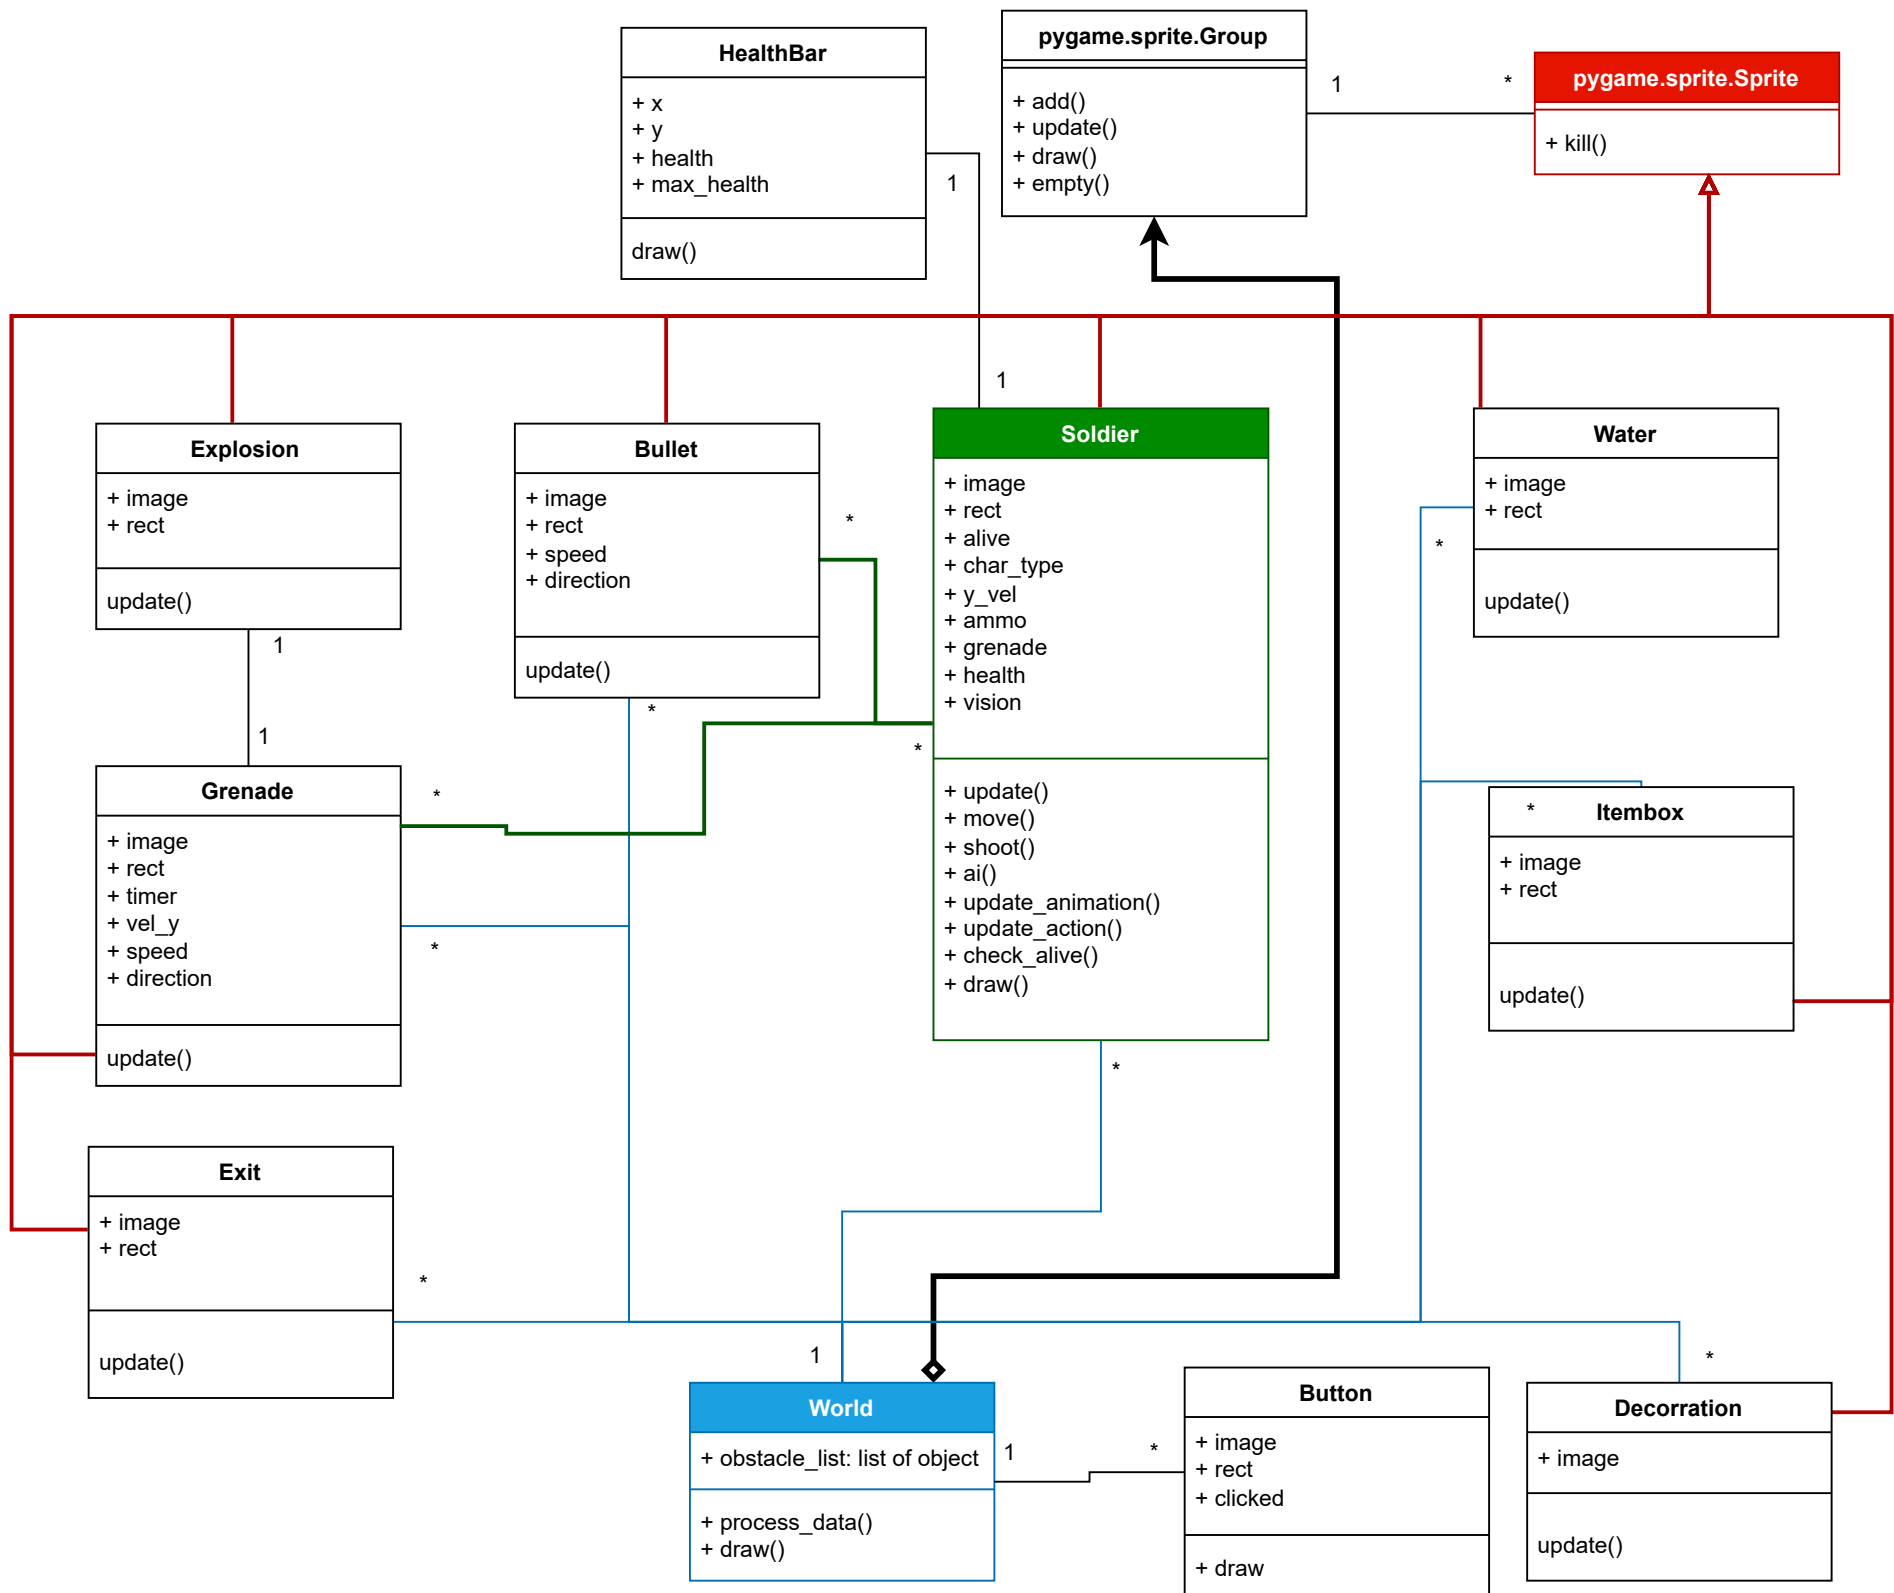 HealthBar
+ x
+ y
+ health
+ max_health
draw()
pygame.sprite.Group
+ add()
+ update()
+ draw()
+ empty()
1
*
pygame.sprite.Sprite
+ kill()
1
1
Explosion
+ image
+ rect
update()
1
1
Bullet
+ image
+ rect
+ speed
+ direction
update()
*
*
Soldier
+ image
+ rect
+ alive
+ char_type
+ y_vel
+ ammo
+ grenade
+ health
+ vision
*
+ update()
+ move()
+ shoot()
+ ai()
+ update_animation()
+ update_action()
+ check_alive()
+ draw()
*
Water
+ image
+ rect
update()
*
Grenade
+ image
+ rect
+ timer
+ vel_y
+ speed
+ direction
update()
*
*
* Itembox
+ image
+ rect
update()
Exit
+ image
+ rect
update()
*
1
World
+ obstacle_list: list of object
+ process_data()
+ draw()
1
*
Button
+ image
+ rect
+ clicked
+ draw
*
Decorration
+ image
update()